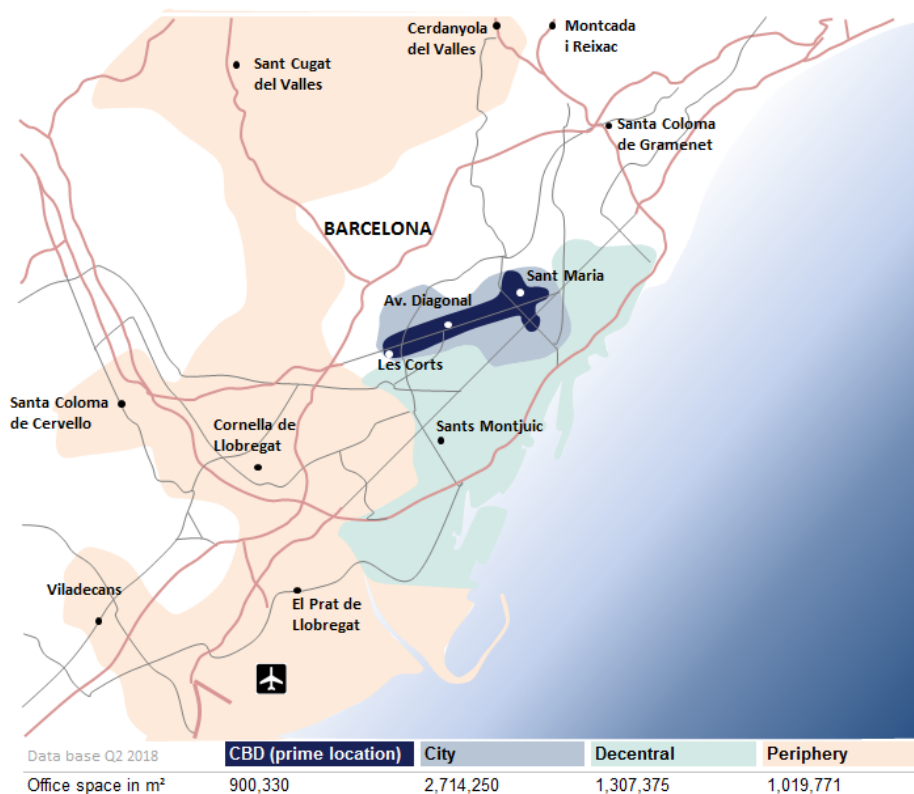 Cerdanyola
del Valles
Montcada
i Reixac
Sant Cugat
del Valles
Santa Coloma
de Gramenet
BARCELONA
Sant Maria
Av. Diagonal
Les Corts
Santa Coloma
de Cervello
Cornella de
Llobregat
Sants Montjuic
Viladecans
El Prat de
Llobregat
Data base Q2 2018 CBD (prime location) City Decentral Periphery
Office space in m² 900,330 2,714,250 1,307,375 1,019,771